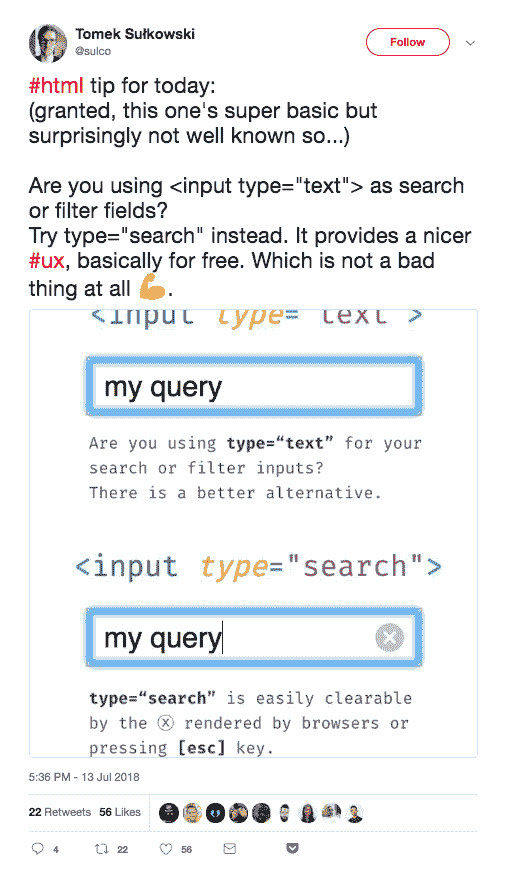 Tomek Sułkowski
@sulco
Follow
#html tip for today:
(granted, this one's super basic but
surprisingly not well known so...)
Are you using <input type="text"> as search
or filter fields?
Try type="search" instead. It provides a nicer
#ux, basically for free. Which is not a bad
thing at all 💪.
<input type="text">
my query
Are you using type=“text” for your
search or filter inputs?
There is a better alternative.
<input type="search">
my query
type=“search” is easily clearable
by the ⓧ rendered by browsers or
pressing [esc] key.
5:36 PM - 13 Jul 2018
22 Retweets 56 Likes
4 22 56